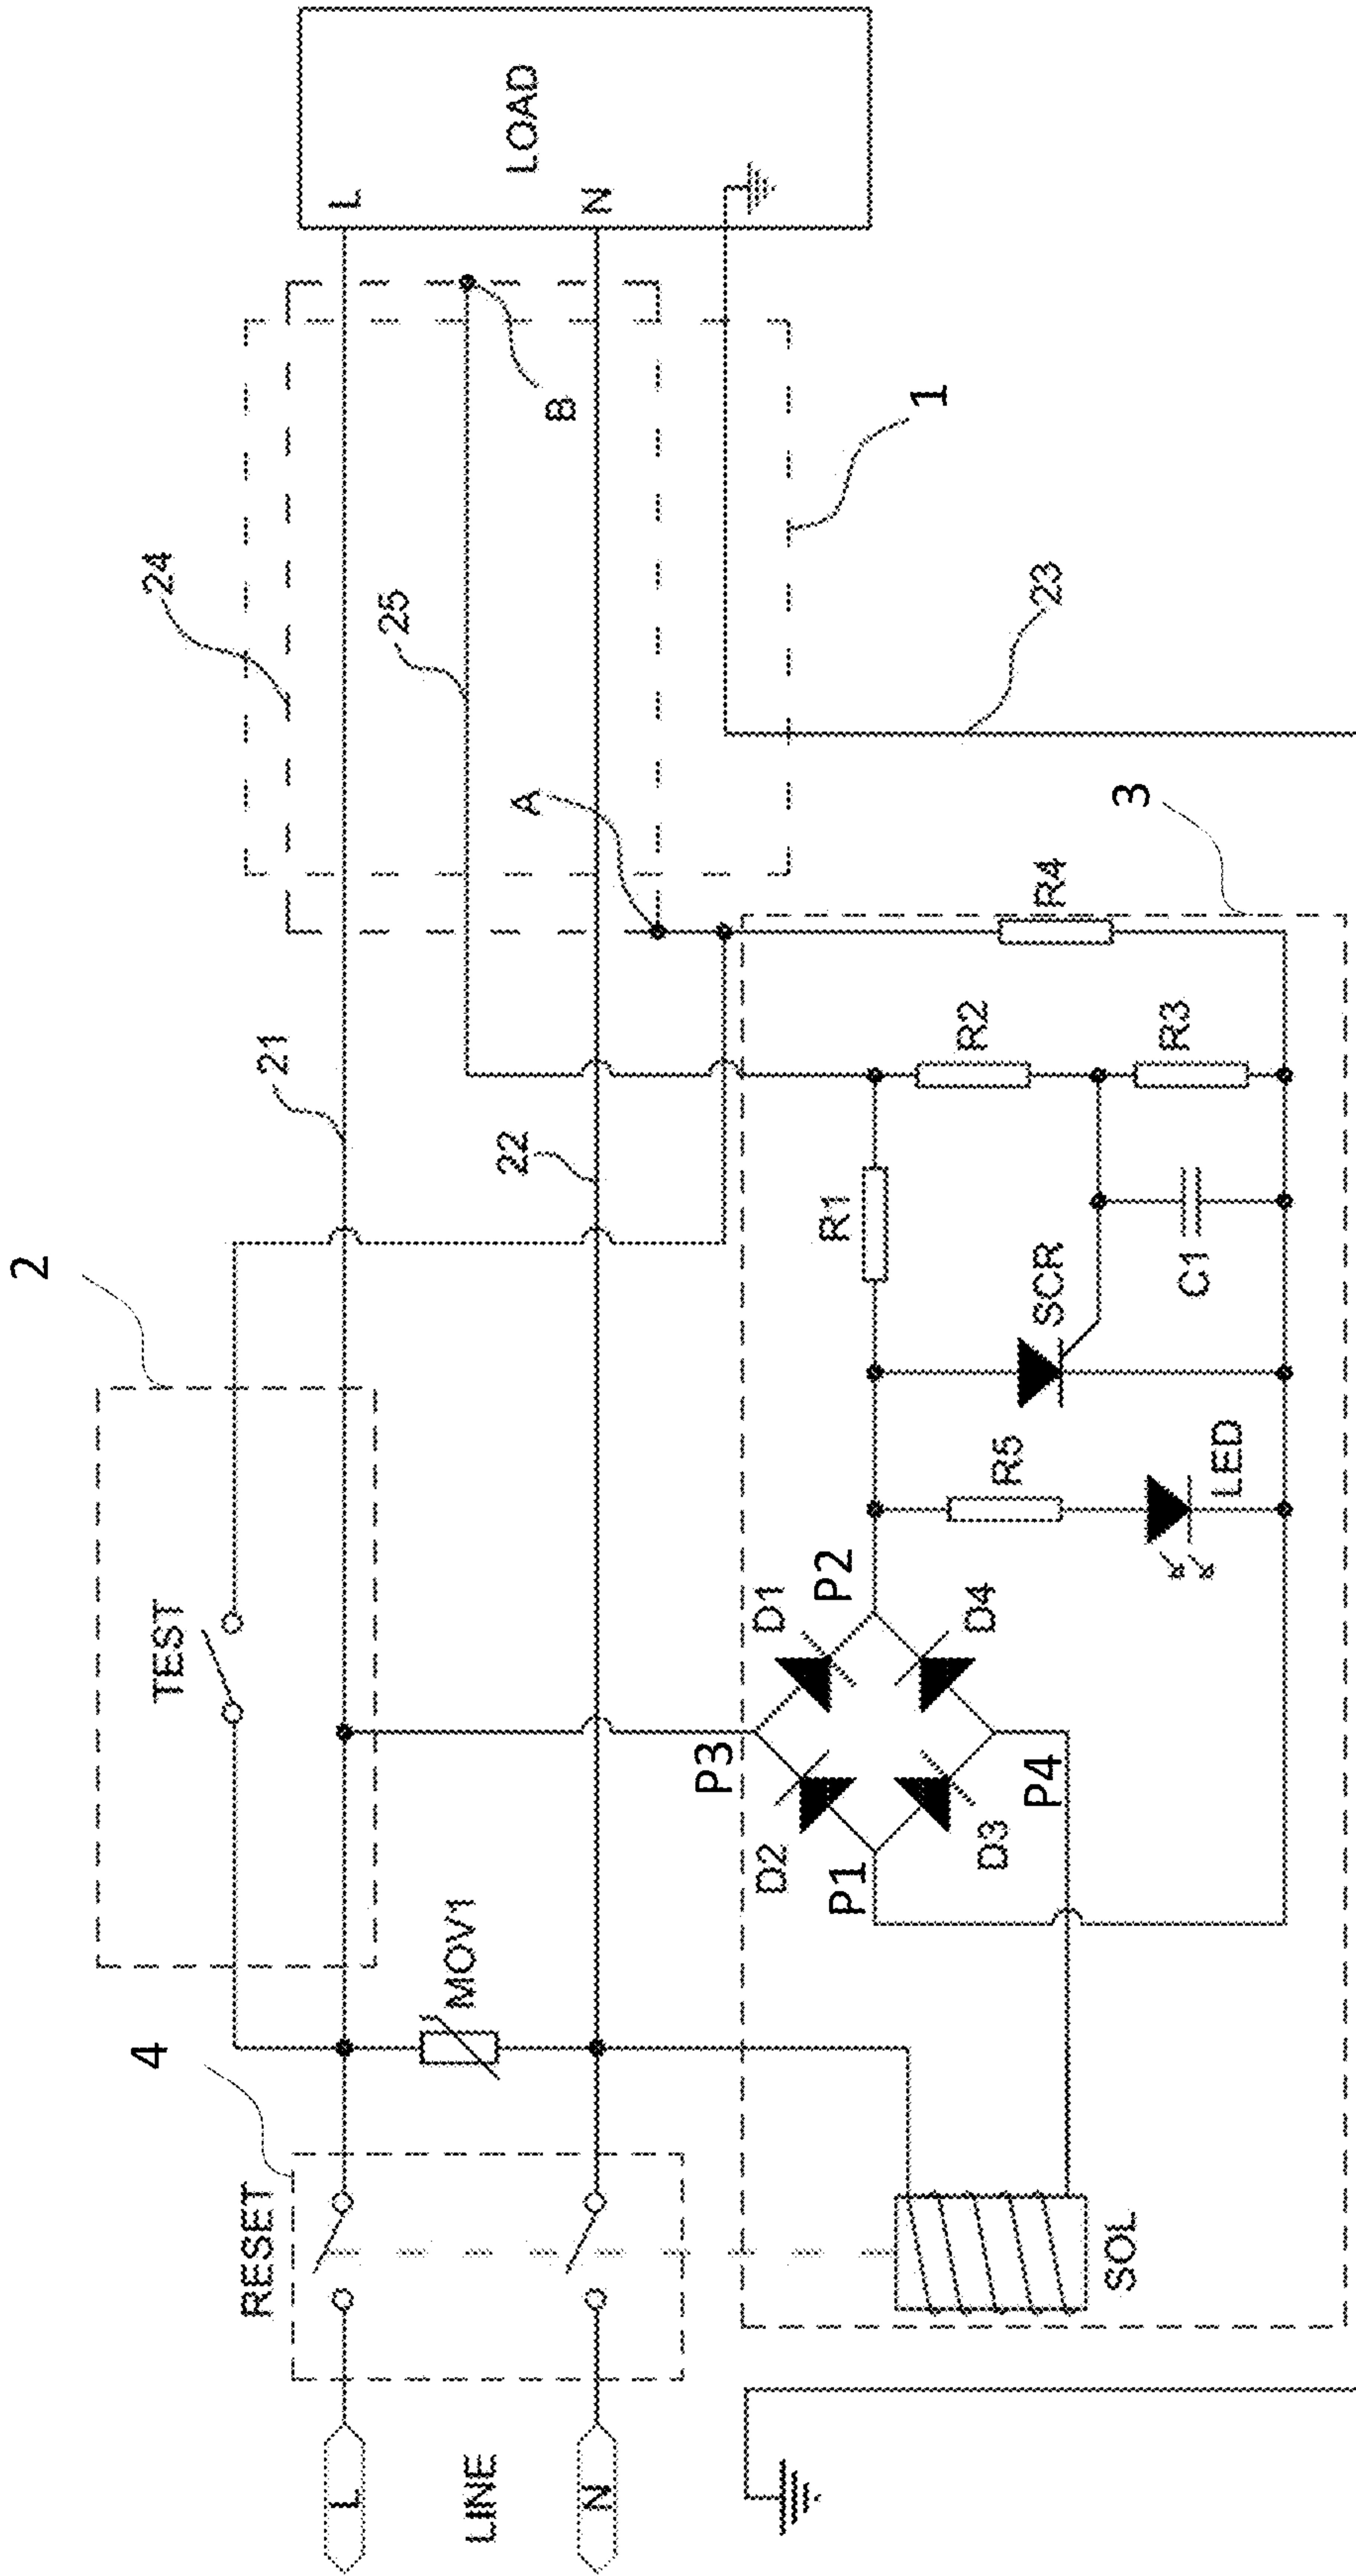 2
4
RESET
TEST
24
21
25
22
MOV1
L
N
LINE
L
N
LOAD
A
B
1
23
3
P3
D2
P1
D3
P4
D1
P2
D4
R5
LED
SCR
R1
C1
R2
R3
R4
SOL